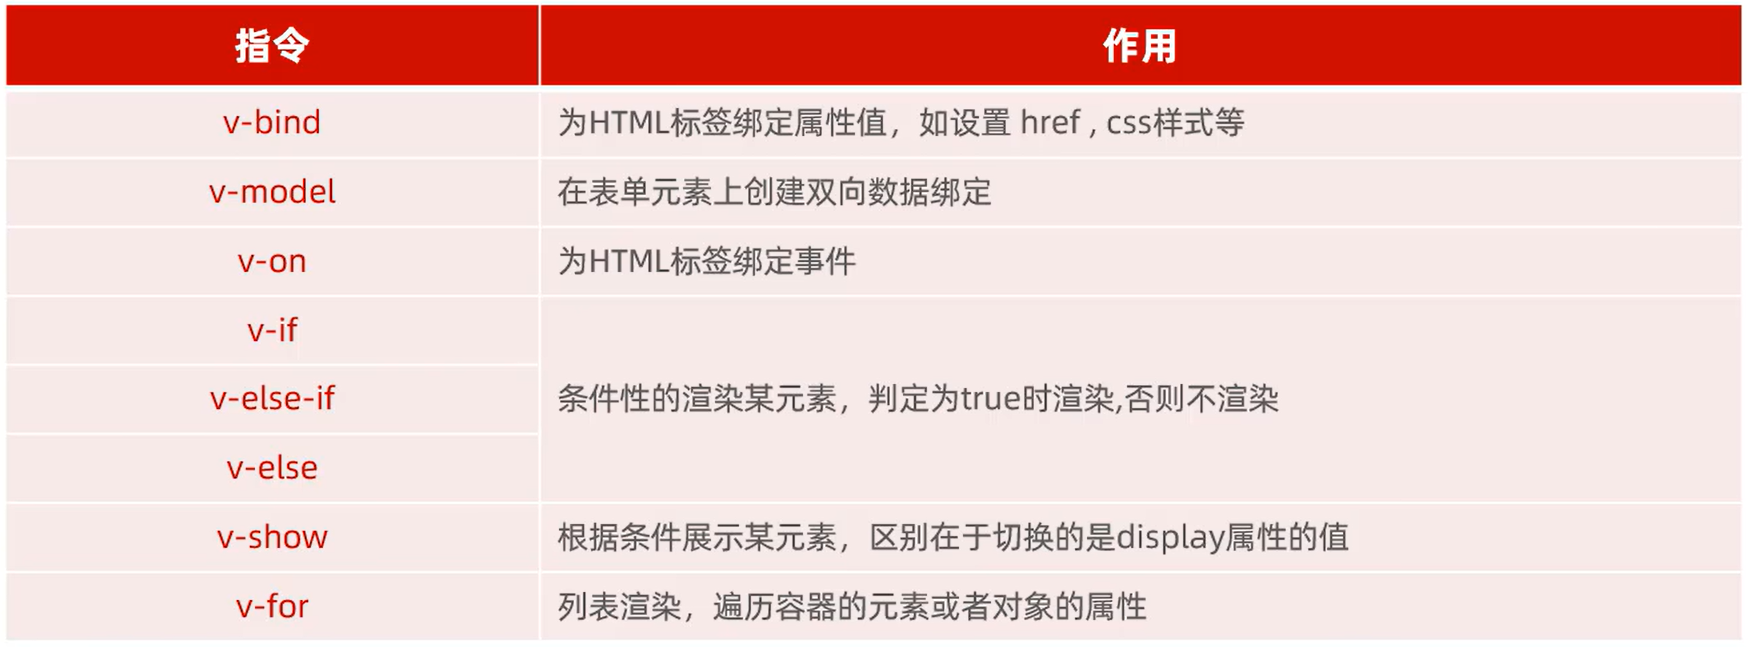 指令
作用
v-bind
为HTML标签绑定属性值，如设置 href , css样式等
v-model
在表单元素上创建双向数据绑定
v-on
为HTML标签绑定事件
v-if
v-else-if
条件性的渲染某元素，判定为true时渲染,否则不渲染
v-else
v-show
根据条件展示某元素，区别在于切换的是display属性的值
v-for
列表渲染，遍历容器的元素或者对象的属性